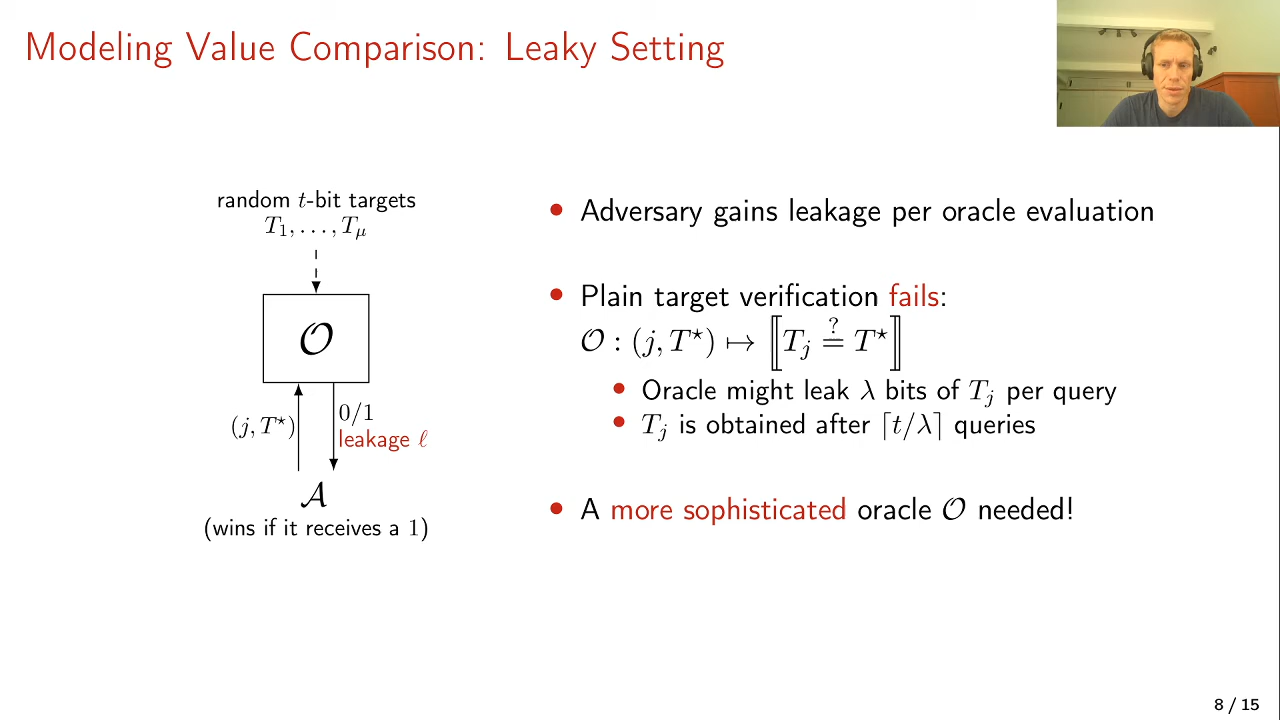 Modeling Value Comparison: Leaky Setting
random t-bit targets
T₁, . . . , T_μ
𝒪
(j, T⋆)
0/1
leakage ℓ
𝒜
(wins if it receives a 1)
• Adversary gains leakage per oracle evaluation
• Plain target verification fails:
𝒪 : (j, T⋆) ↦ ⟦T_j ≟ T⋆⟧
• Oracle might leak λ bits of T_j per query
• T_j is obtained after ⌈t/λ⌉ queries
• A more sophisticated oracle 𝒪 needed!
8 / 15